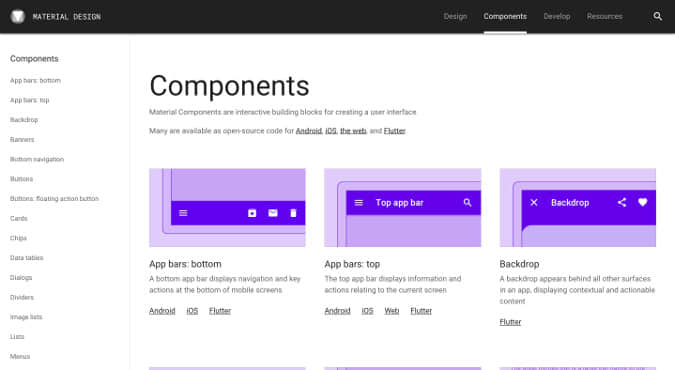 MATERIAL DESIGN
Design Components Develop Resources
Components
App bars: bottom
App bars: top
Backdrop
Banners
Bottom navigation
Buttons
Buttons: floating action button
Cards
Chips
Data tables
Dialogs
Dividers
Image lists
Lists
Menus
Components
Material Components are interactive building blocks for creating a user interface.
Many are available as open-source code for Android, iOS, the web, and Flutter.
App bars: bottom
A bottom app bar displays navigation and key
actions at the bottom of mobile screens
Android iOS Flutter
Top app bar
App bars: top
The top app bar displays information and
actions relating to the current screen
Android iOS Web Flutter
Backdrop
Backdrop
A backdrop appears behind all other surfaces
in an app, displaying contextual and actionable
content
Flutter